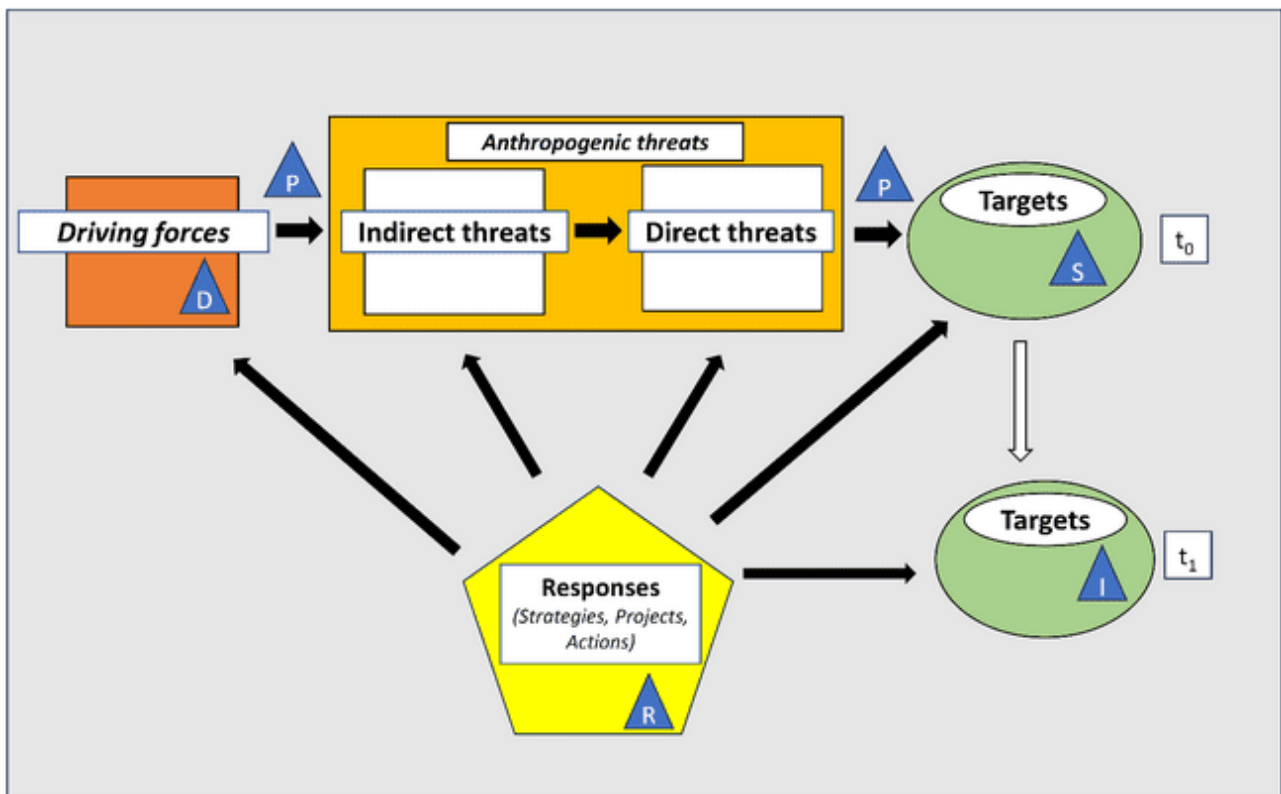 Anthropogenic threats
P
P
Targets
Driving forces
Indirect threats
Direct threats
t0
D
S
Targets
t1
I
Responses
(Strategies, Projects,
Actions)
R